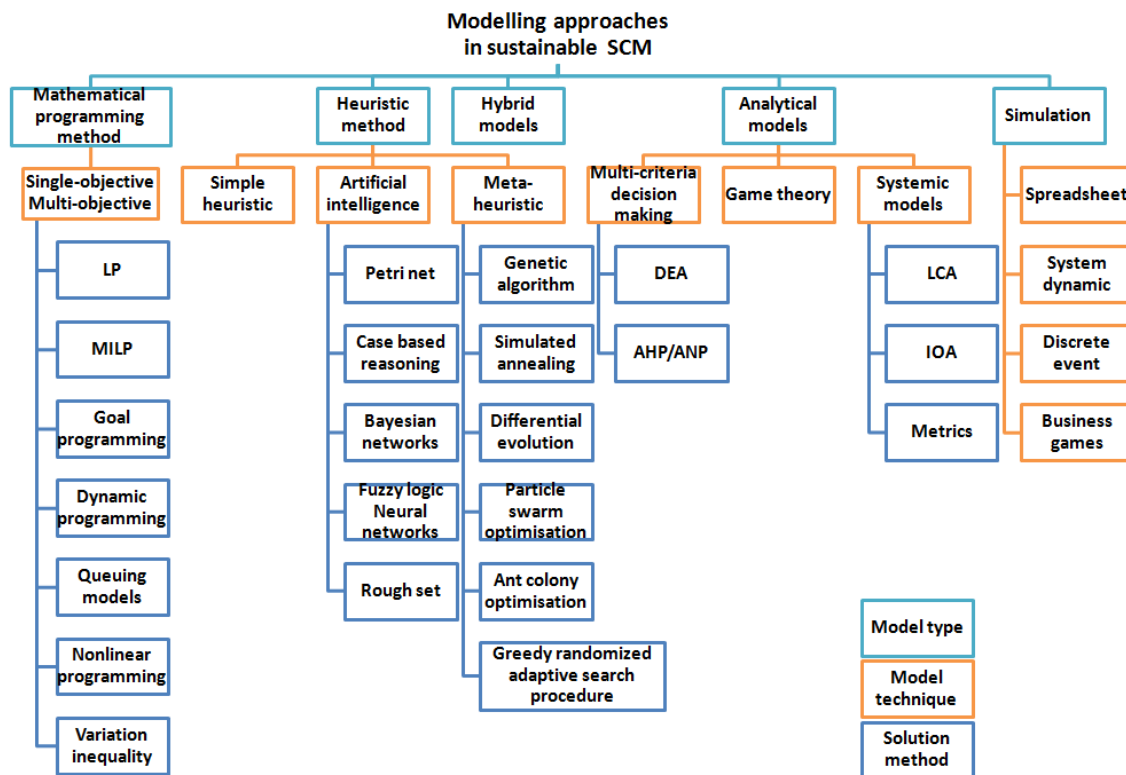 Modelling approaches
in sustainable SCM
Mathematical
programming
method
Heuristic
method
Hybrid
models
Analytical
models
Simulation
Single-objective
Multi-objective
Simple
heuristic
Artificial
intelligence
Meta-
heuristic
Multi-criteria
decision
making
Game theory
Systemic
models
Spreadsheet
LP
MILP
Goal
programming
Dynamic
programming
Queuing
models
Nonlinear
programming
Variation
inequality
Petri net
Case based
reasoning
Bayesian
networks
Fuzzy logic
Neural
networks
Rough set
Genetic
algorithm
Simulated
annealing
Differential
evolution
Particle
swarm
optimisation
Ant colony
optimisation
Greedy randomized
adaptive search
procedure
DEA
AHP/ANP
LCA
IOA
Metrics
System
dynamic
Discrete
event
Business
games
Model type
Model
technique
Solution
method